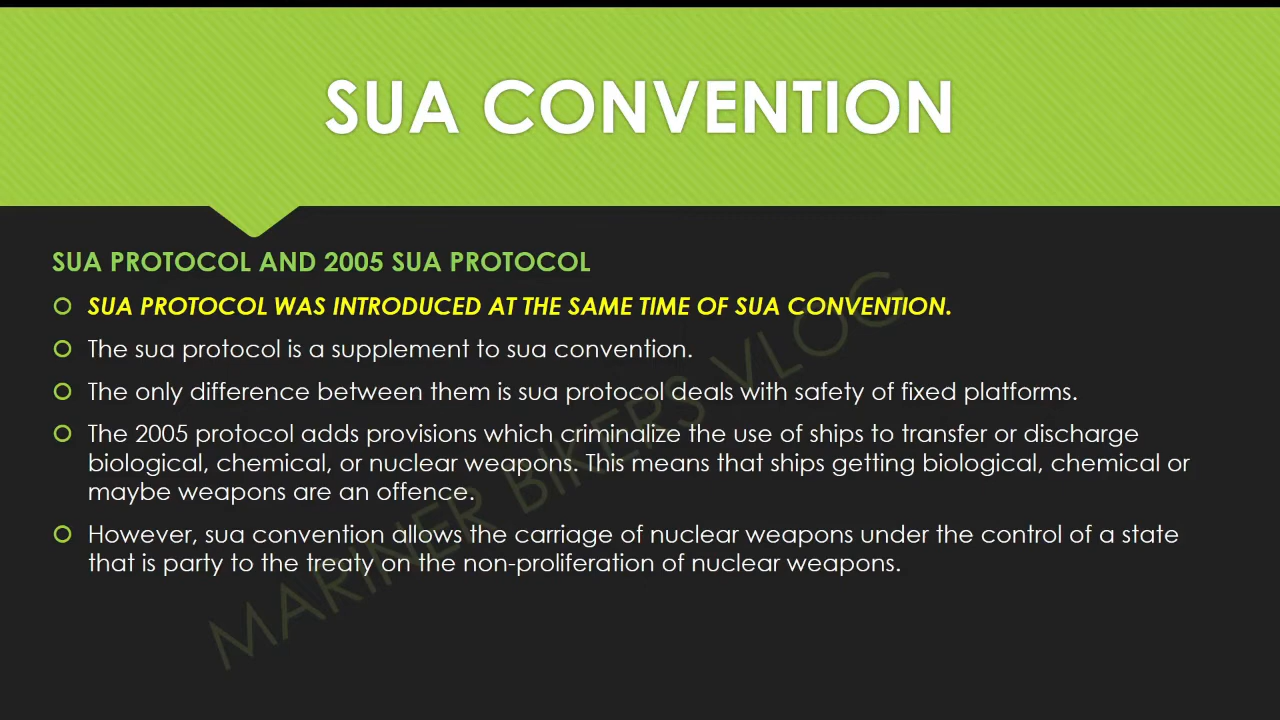 SUA CONVENTION
SUA PROTOCOL AND 2005 SUA PROTOCOL
SUA PROTOCOL WAS INTRODUCED AT THE SAME TIME OF SUA CONVENTION.
The sua protocol is a supplement to sua convention.
The only difference between them is sua protocol deals with safety of fixed platforms.
The 2005 protocol adds provisions which criminalize the use of ships to transfer or discharge
biological, chemical, or nuclear weapons. This means that ships getting biological, chemical or
maybe weapons are an offence.
However, sua convention allows the carriage of nuclear weapons under the control of a state
that is party to the treaty on the non-proliferation of nuclear weapons.
MARINER BIKERS VLOG